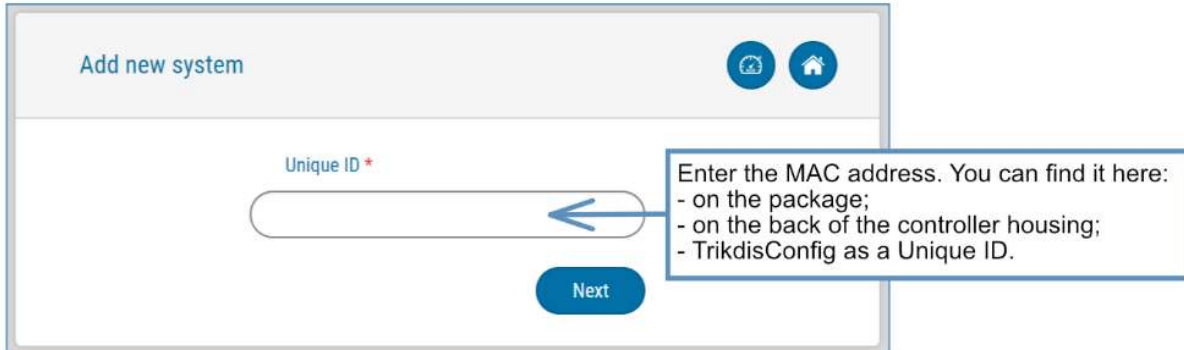 Add new system
Unique ID *
Enter the MAC address. You can find it here:
- on the package;
- on the back of the controller housing;
- TrikdisConfig as a Unique ID.
Next